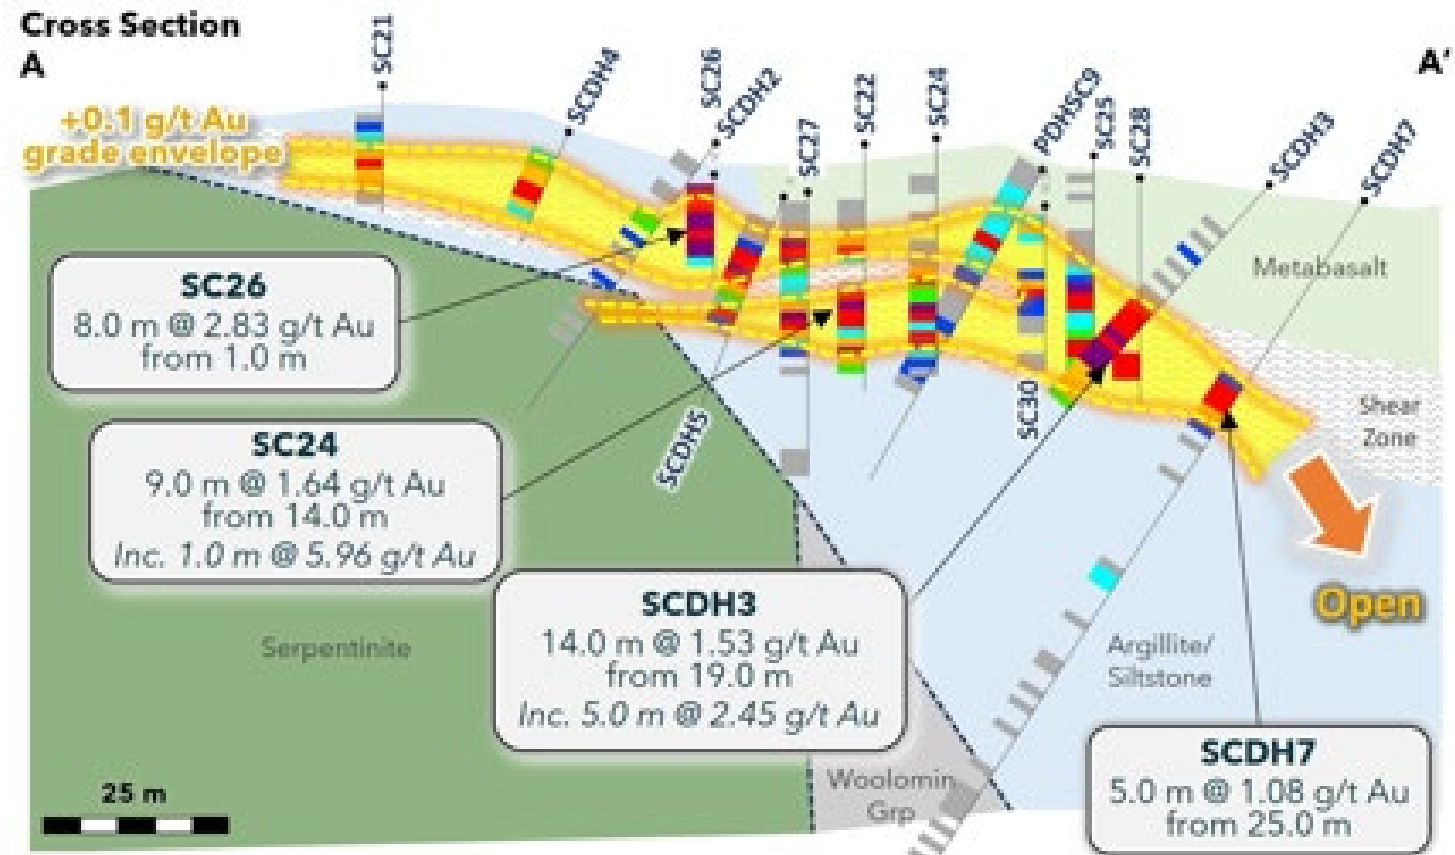 Cross Section
A
A'
SC21
SCDH4
SC26
SCDH2
SC27
SC22
SC24
PDHSC9
SC25
SC28
SCDH3
SCDH7
+0.1 g/t Au
grade envelope
Metabasalt
SC26
8.0 m @ 2.83 g/t Au
from 1.0 m
SCDH5
SC30
Shear
Zone
SC24
9.0 m @ 1.64 g/t Au
from 14.0 m
Inc. 1.0 m @ 5.96 g/t Au
SCDH3
14.0 m @ 1.53 g/t Au
from 19.0 m
Inc. 5.0 m @ 2.45 g/t Au
Open
Serpentinite
Argillite/
Siltstone
SCDH7
5.0 m @ 1.08 g/t Au
from 25.0 m
Woolomin
Grp
25 m